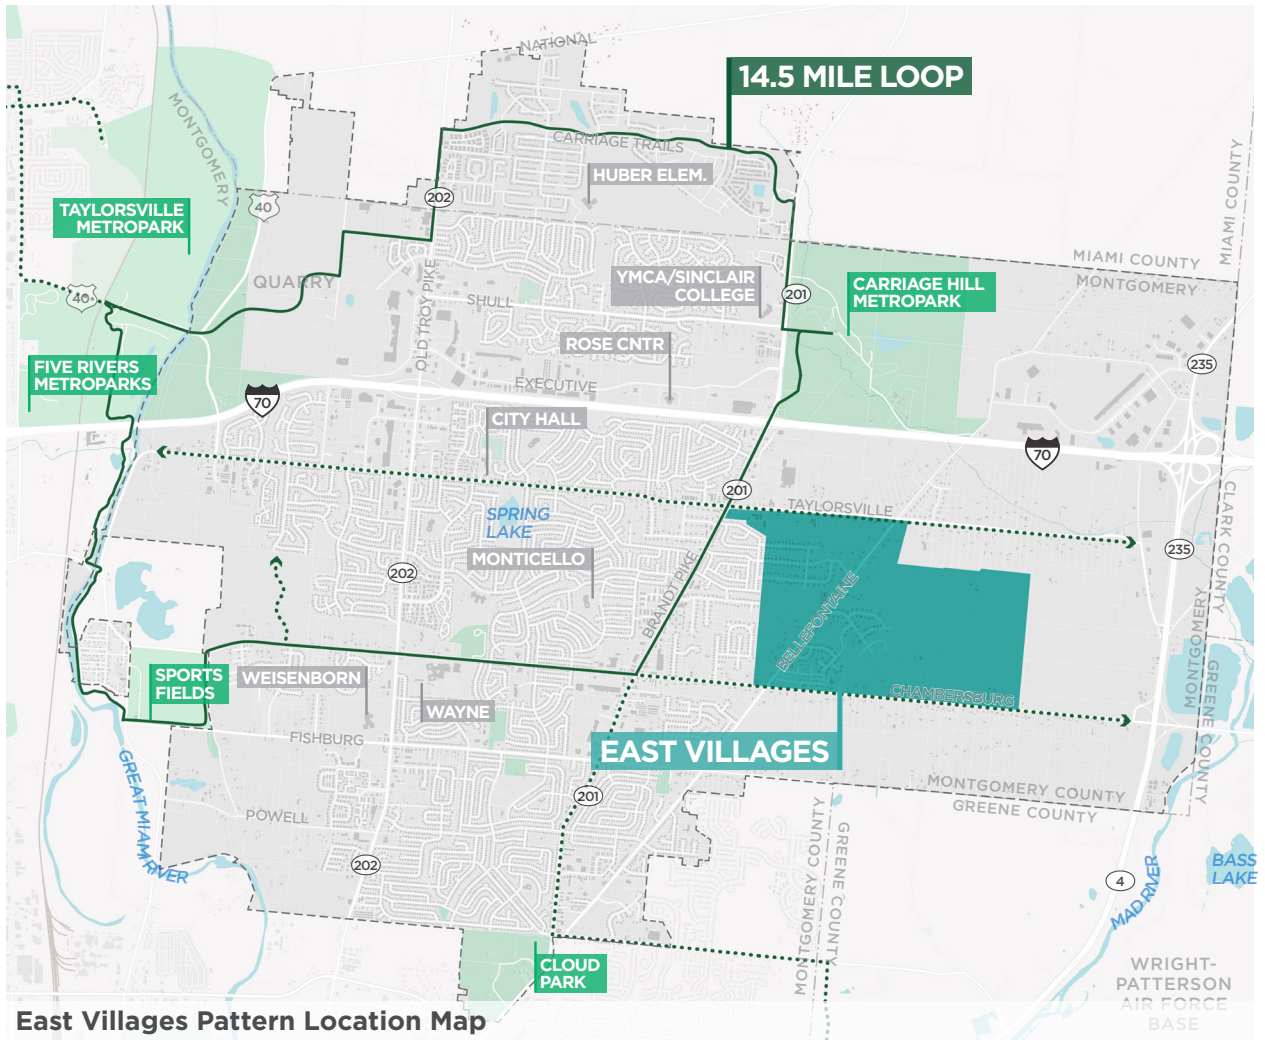 NATIONAL
14.5 MILE LOOP
MONTGOMERY
CARRIAGE TRAILS
HUBER ELEM.
202
40
TAYLORSVILLE
METROPARK
MIAMI COUNTY
MIAMI COUNTY
MONTGOMERY
QUARRY
YMCA/SINCLAIR
COLLEGE
201
CARRIAGE HILL
METROPARK
40
SHULL
OLD TROY PIKE
ROSE CNTR
235
FIVE RIVERS
METROPARKS
EXECUTIVE
70
CITY HALL
70
201
TAYLORSVILLE
SPRING
LAKE
CLARK COUNTY
235
MONTICELLO
202
BRANDT PIKE
BELLEFONTAINE
MONTGOMERY
GREENE COUNTY
SPORTS
FIELDS
WEISENBORN
WAYNE
CHAMBERSBURG
FISHBURG
EAST VILLAGES
GREAT MIAMI RIVER
201
MONTGOMERY COUNTY
GREENE COUNTY
POWELL
MONTGOMERY COUNTY
GREENE COUNTY
202
4
MAD RIVER
BASS
LAKE
CLOUD
PARK
WRIGHT-
PATTERSON
AIR FORCE
BASE
East Villages Pattern Location Map